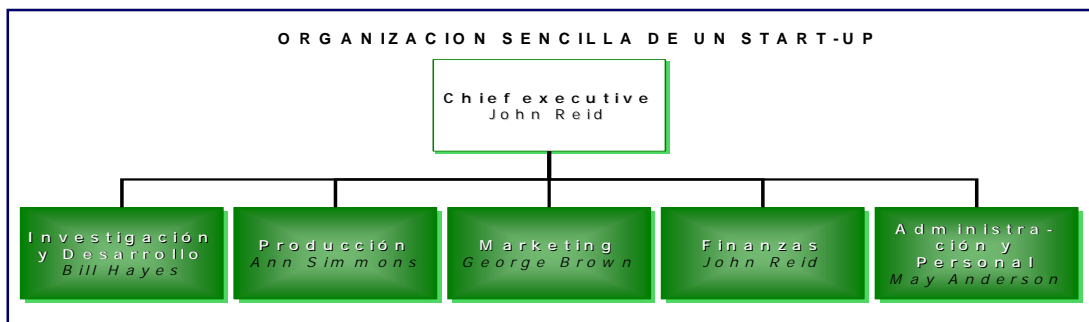 ORGANIZACION SENCILLA DE UN START-UP
Chief executive
John Reid
Investigación
y Desarrollo
Bill Hayes
Producción
Ann Simmons
Marketing
George Brown
Finanzas
John Reid
Administra-
ción y
Personal
May Anderson